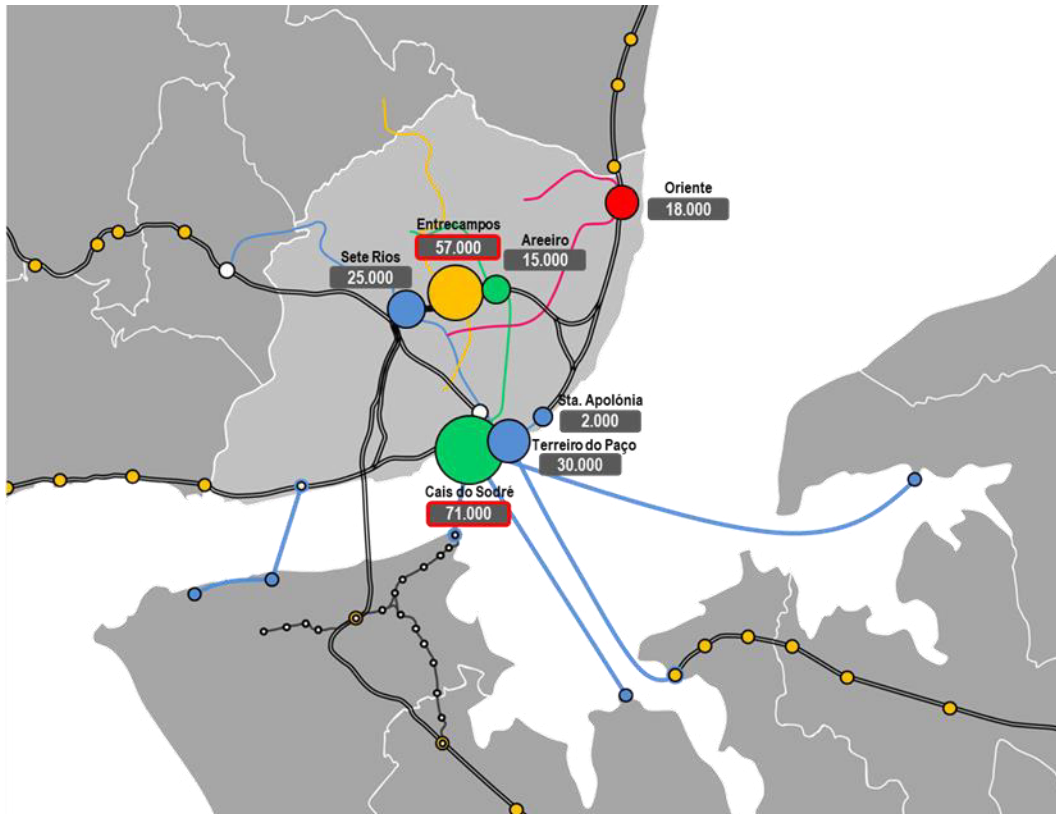 Oriente
18.000
Entrecampos
57.000
Areeiro
15.000
Sete Rios
25.000
Sta. Apolónia
2.000
Terreiro do Paço
30.000
Cais do Sodré
71.000